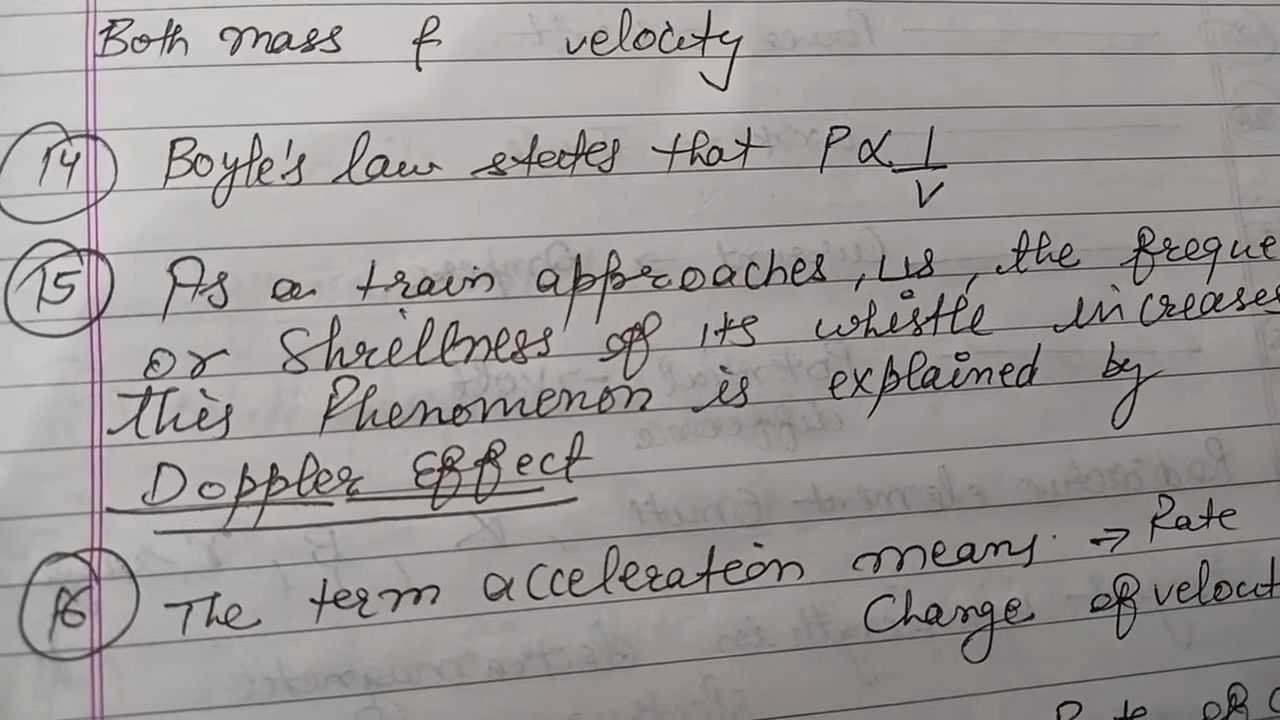 Both mass & velocity
14 Boyle's law states that P ∝ 1/V
15 As a train approaches, us, the freque
or Shrillness of its whistle increases
this Phenomenon is explained by
Doppler Effect
16 The term acceleration means → Rate
Change of velocit